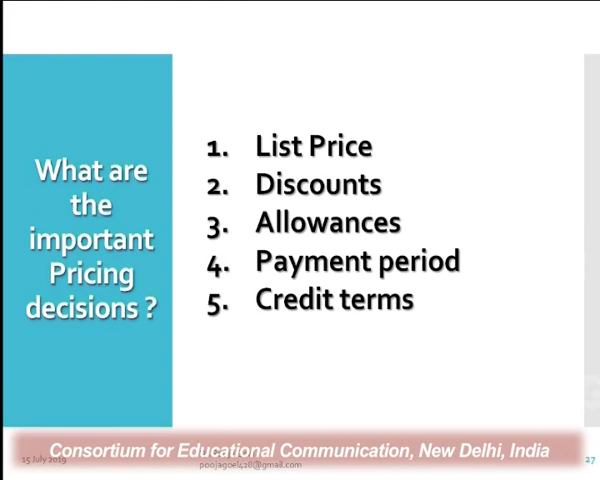 What are
the
important
Pricing
decisions ?
1. List Price
2. Discounts
3. Allowances
4. Payment period
5. Credit terms
Consortium for Educational Communication, New Delhi, India
15 July 2019
poojagoel428@gmail.com
27